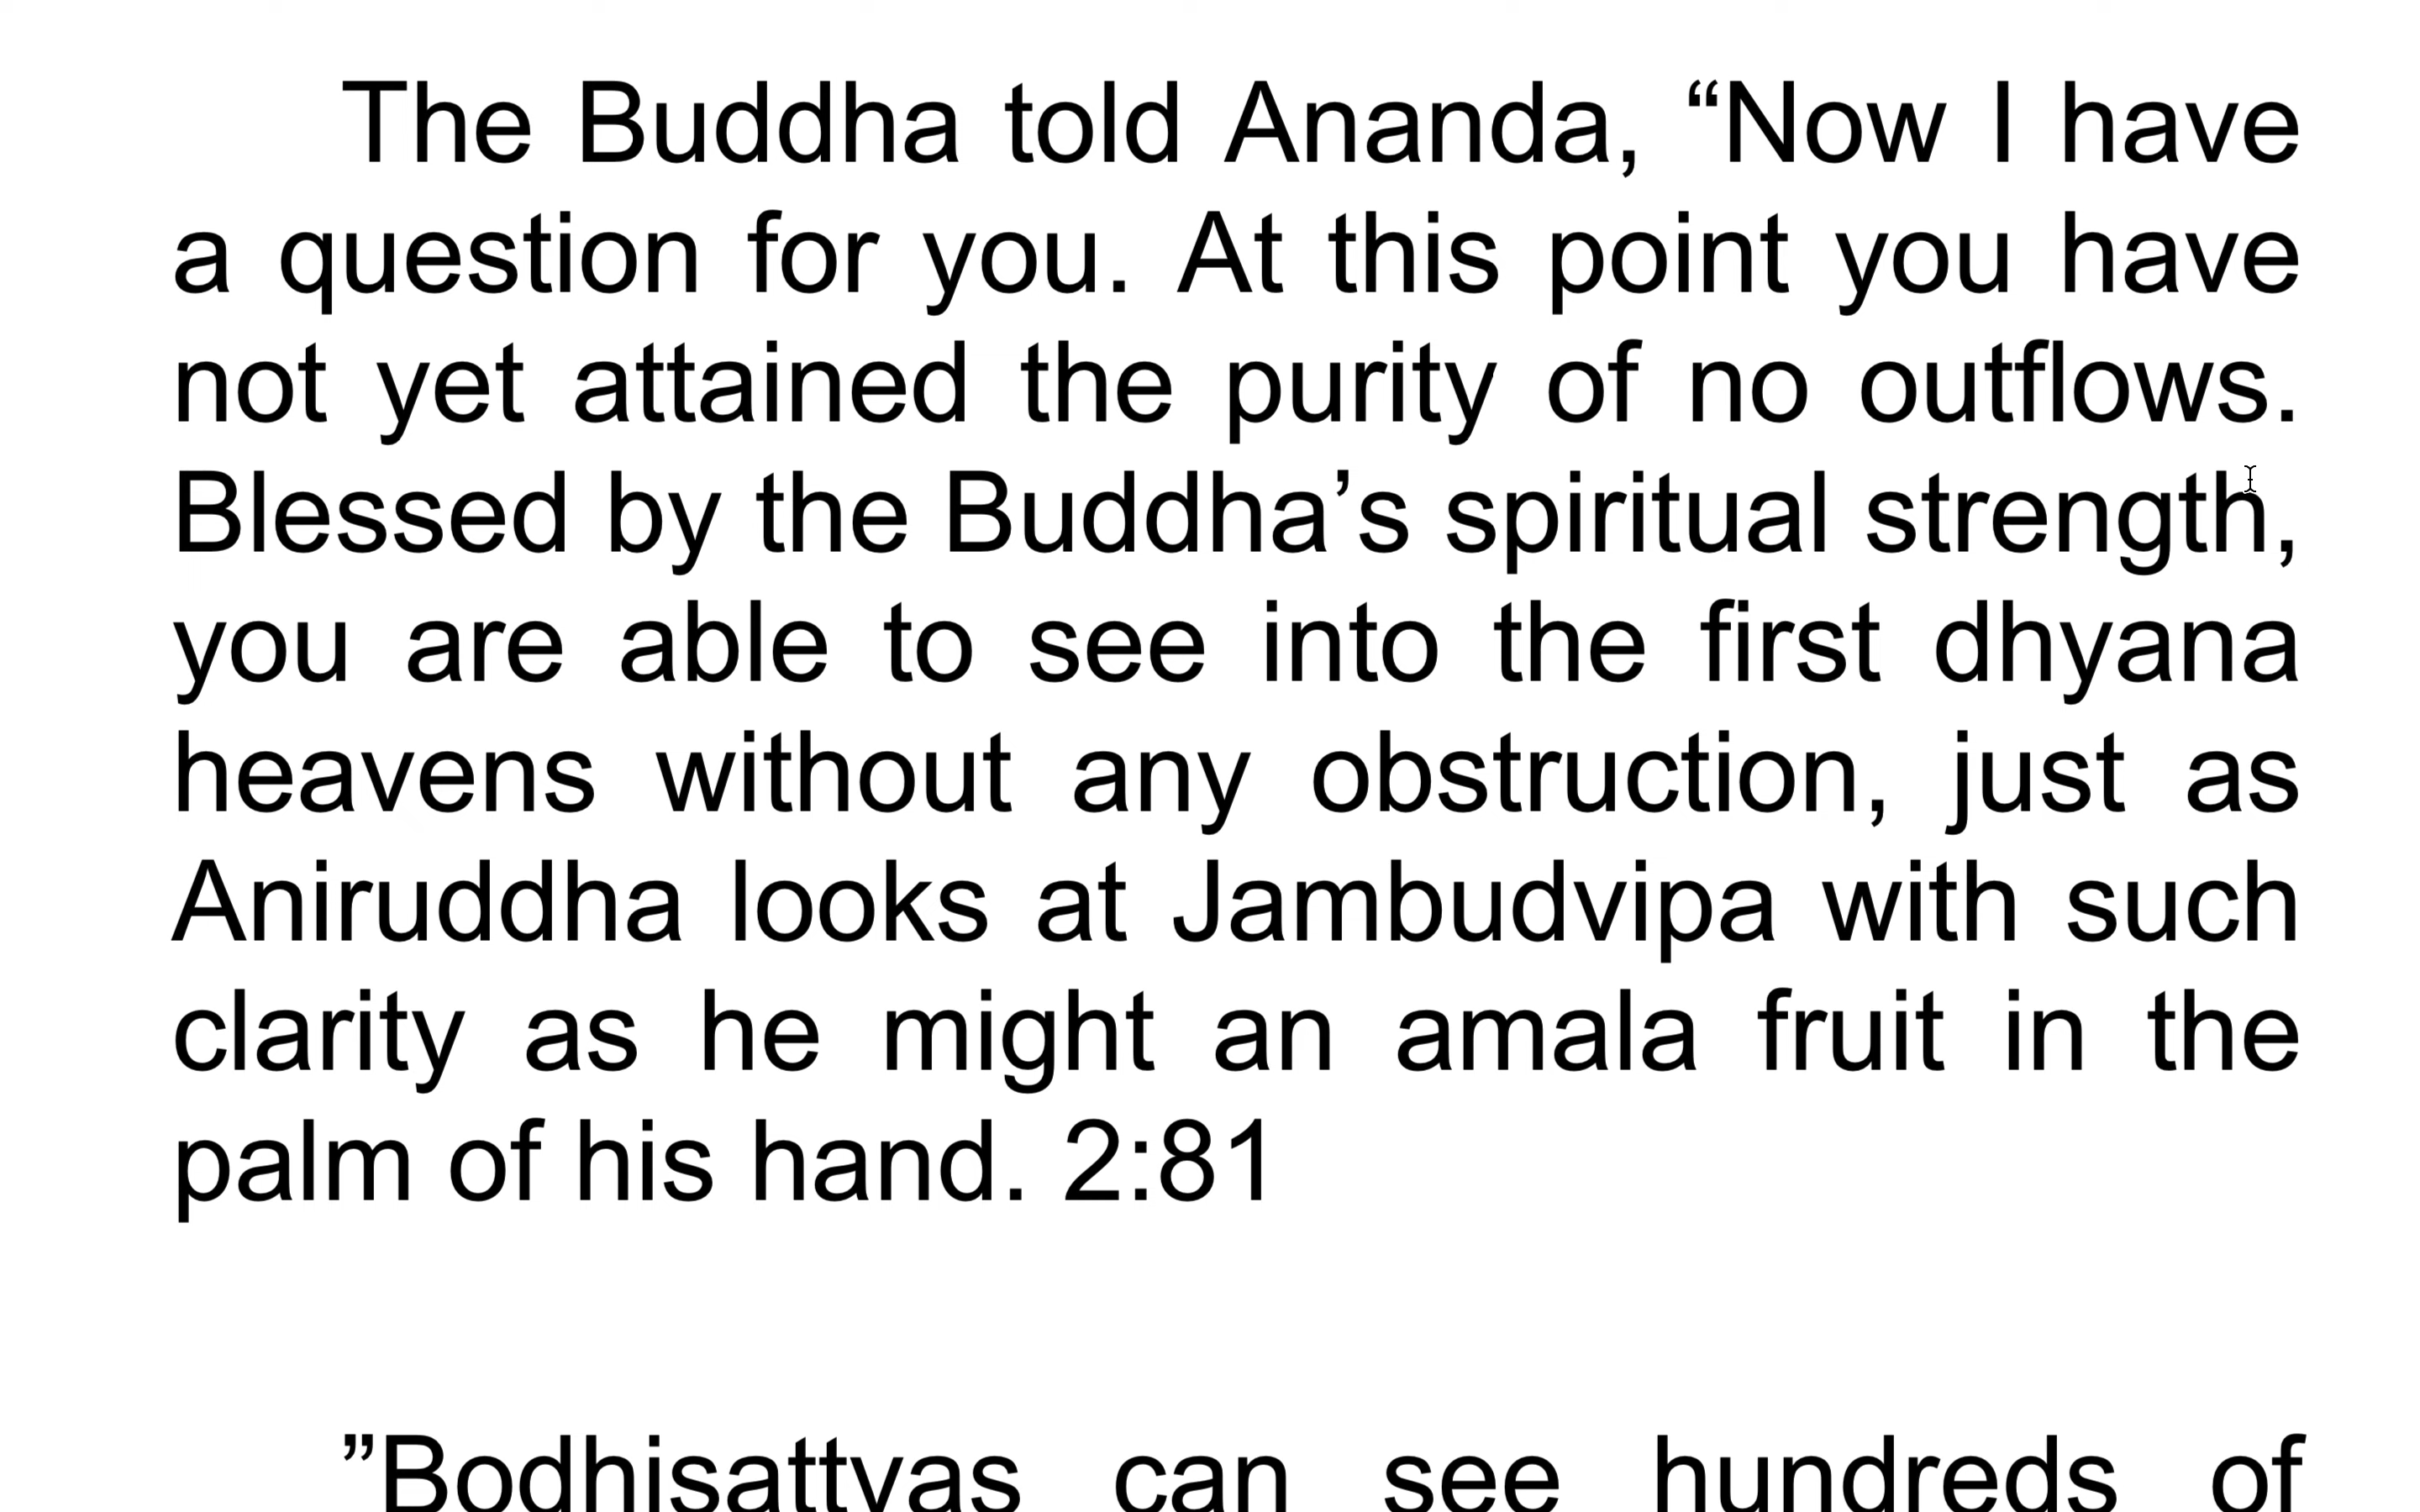 The Buddha told Ananda, “Now I have
a question for you. At this point you have
not yet attained the purity of no outflows.
Blessed by the Buddha’s spiritual strength,
you are able to see into the first dhyana
heavens without any obstruction, just as
Aniruddha looks at Jambudvipa with such
clarity as he might an amala fruit in the
palm of his hand. 2:81
”Bodhisattvas can see hundreds of